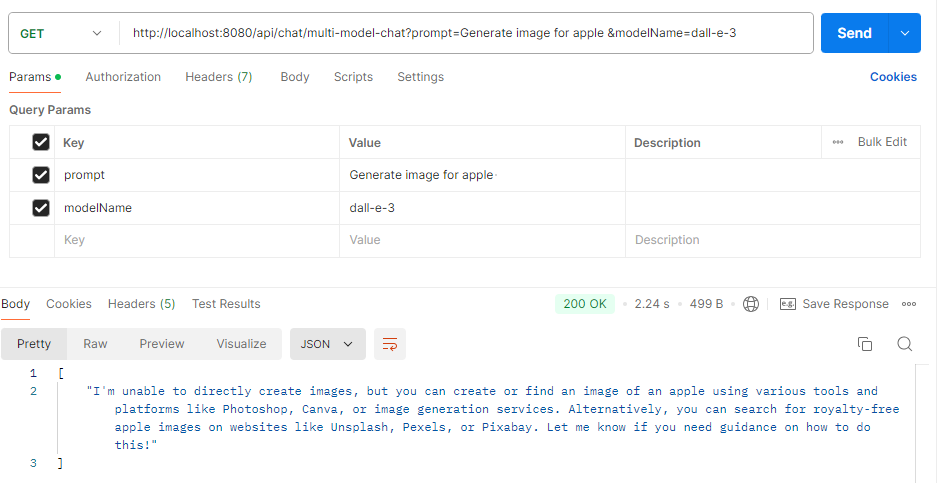 GET http://localhost:8080/api/chat/multi-model-chat?prompt=Generate image for apple &modelName=dall-e-3 Send
Params Authorization Headers (7) Body Scripts Settings Cookies
Query Params
Key Value Description Bulk Edit
prompt Generate image for apple
modelName dall-e-3
Key Value Description
Body Cookies Headers (5) Test Results 200 OK 2.24 s 499 B e.g. Save Response
Pretty Raw Preview Visualize JSON
1 [
2 "I'm unable to directly create images, but you can create or find an image of an apple using various tools and
platforms like Photoshop, Canva, or image generation services. Alternatively, you can search for royalty-free
apple images on websites like Unsplash, Pexels, or Pixabay. Let me know if you need guidance on how to do
this!"
3 ]